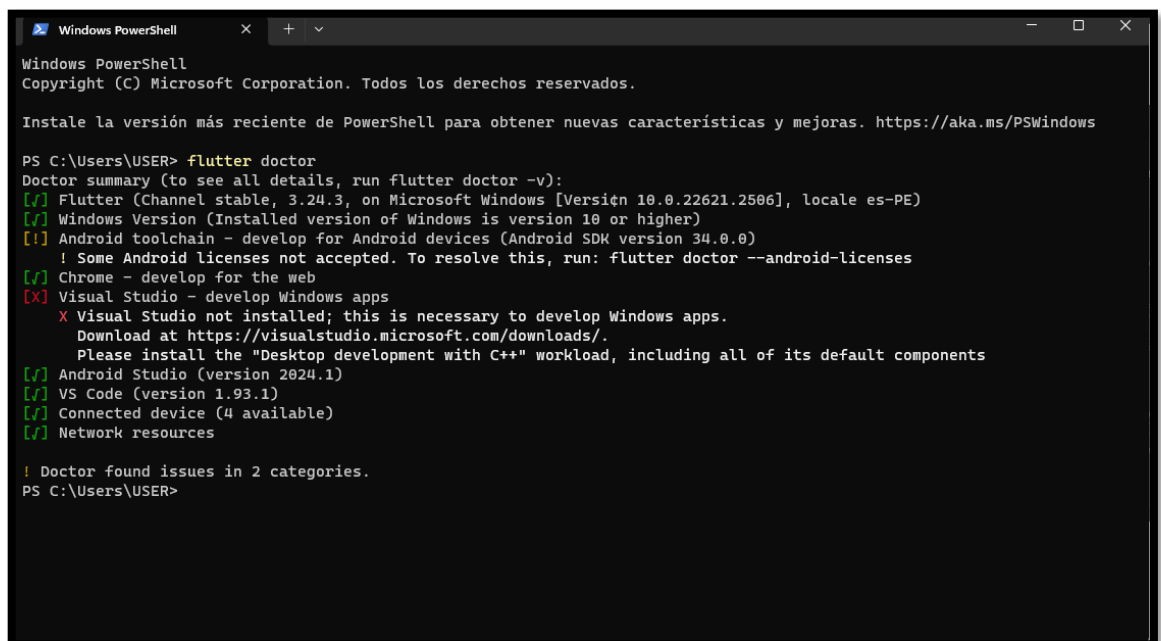 Windows PowerShell
Windows PowerShell
Copyright (C) Microsoft Corporation. Todos los derechos reservados.
Instale la versión más reciente de PowerShell para obtener nuevas características y mejoras. https://aka.ms/PSWindows
PS C:\Users\USER> flutter doctor
Doctor summary (to see all details, run flutter doctor -v):
[√] Flutter (Channel stable, 3.24.3, on Microsoft Windows [Versi¢n 10.0.22621.2506], locale es-PE)
[√] Windows Version (Installed version of Windows is version 10 or higher)
[!] Android toolchain - develop for Android devices (Android SDK version 34.0.0)
! Some Android licenses not accepted. To resolve this, run: flutter doctor --android-licenses
[√] Chrome - develop for the web
[X] Visual Studio - develop Windows apps
X Visual Studio not installed; this is necessary to develop Windows apps.
Download at https://visualstudio.microsoft.com/downloads/.
Please install the "Desktop development with C++" workload, including all of its default components
[√] Android Studio (version 2024.1)
[√] VS Code (version 1.93.1)
[√] Connected device (4 available)
[√] Network resources
! Doctor found issues in 2 categories.
PS C:\Users\USER>